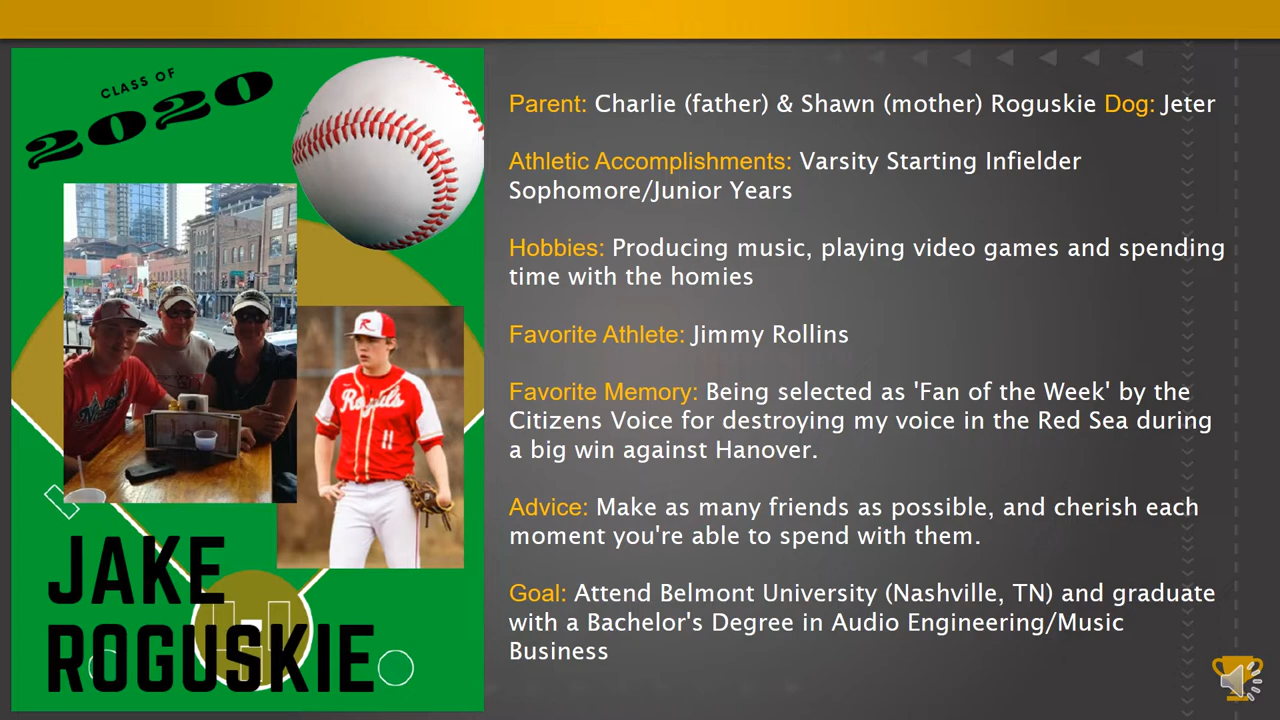 CLASS OF
2020
Parent: Charlie (father) & Shawn (mother) Roguskie Dog: Jeter
Athletic Accomplishments: Varsity Starting Infielder
Sophomore/Junior Years
Hobbies: Producing music, playing video games and spending
time with the homies
Favorite Athlete: Jimmy Rollins
Favorite Memory: Being selected as 'Fan of the Week' by the
Citizens Voice for destroying my voice in the Red Sea during
a big win against Hanover.
Advice: Make as many friends as possible, and cherish each
moment you're able to spend with them.
Goal: Attend Belmont University (Nashville, TN) and graduate
with a Bachelor's Degree in Audio Engineering/Music
Business
R
R
Royals
11
JAKE
ROGUSKIE